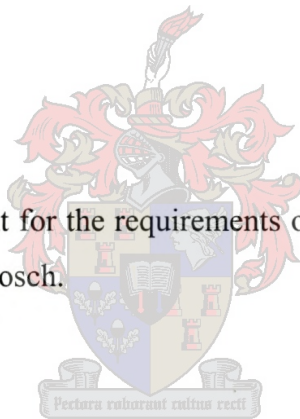 t for the requirements o
osch.
Pectora roborant cultus recti